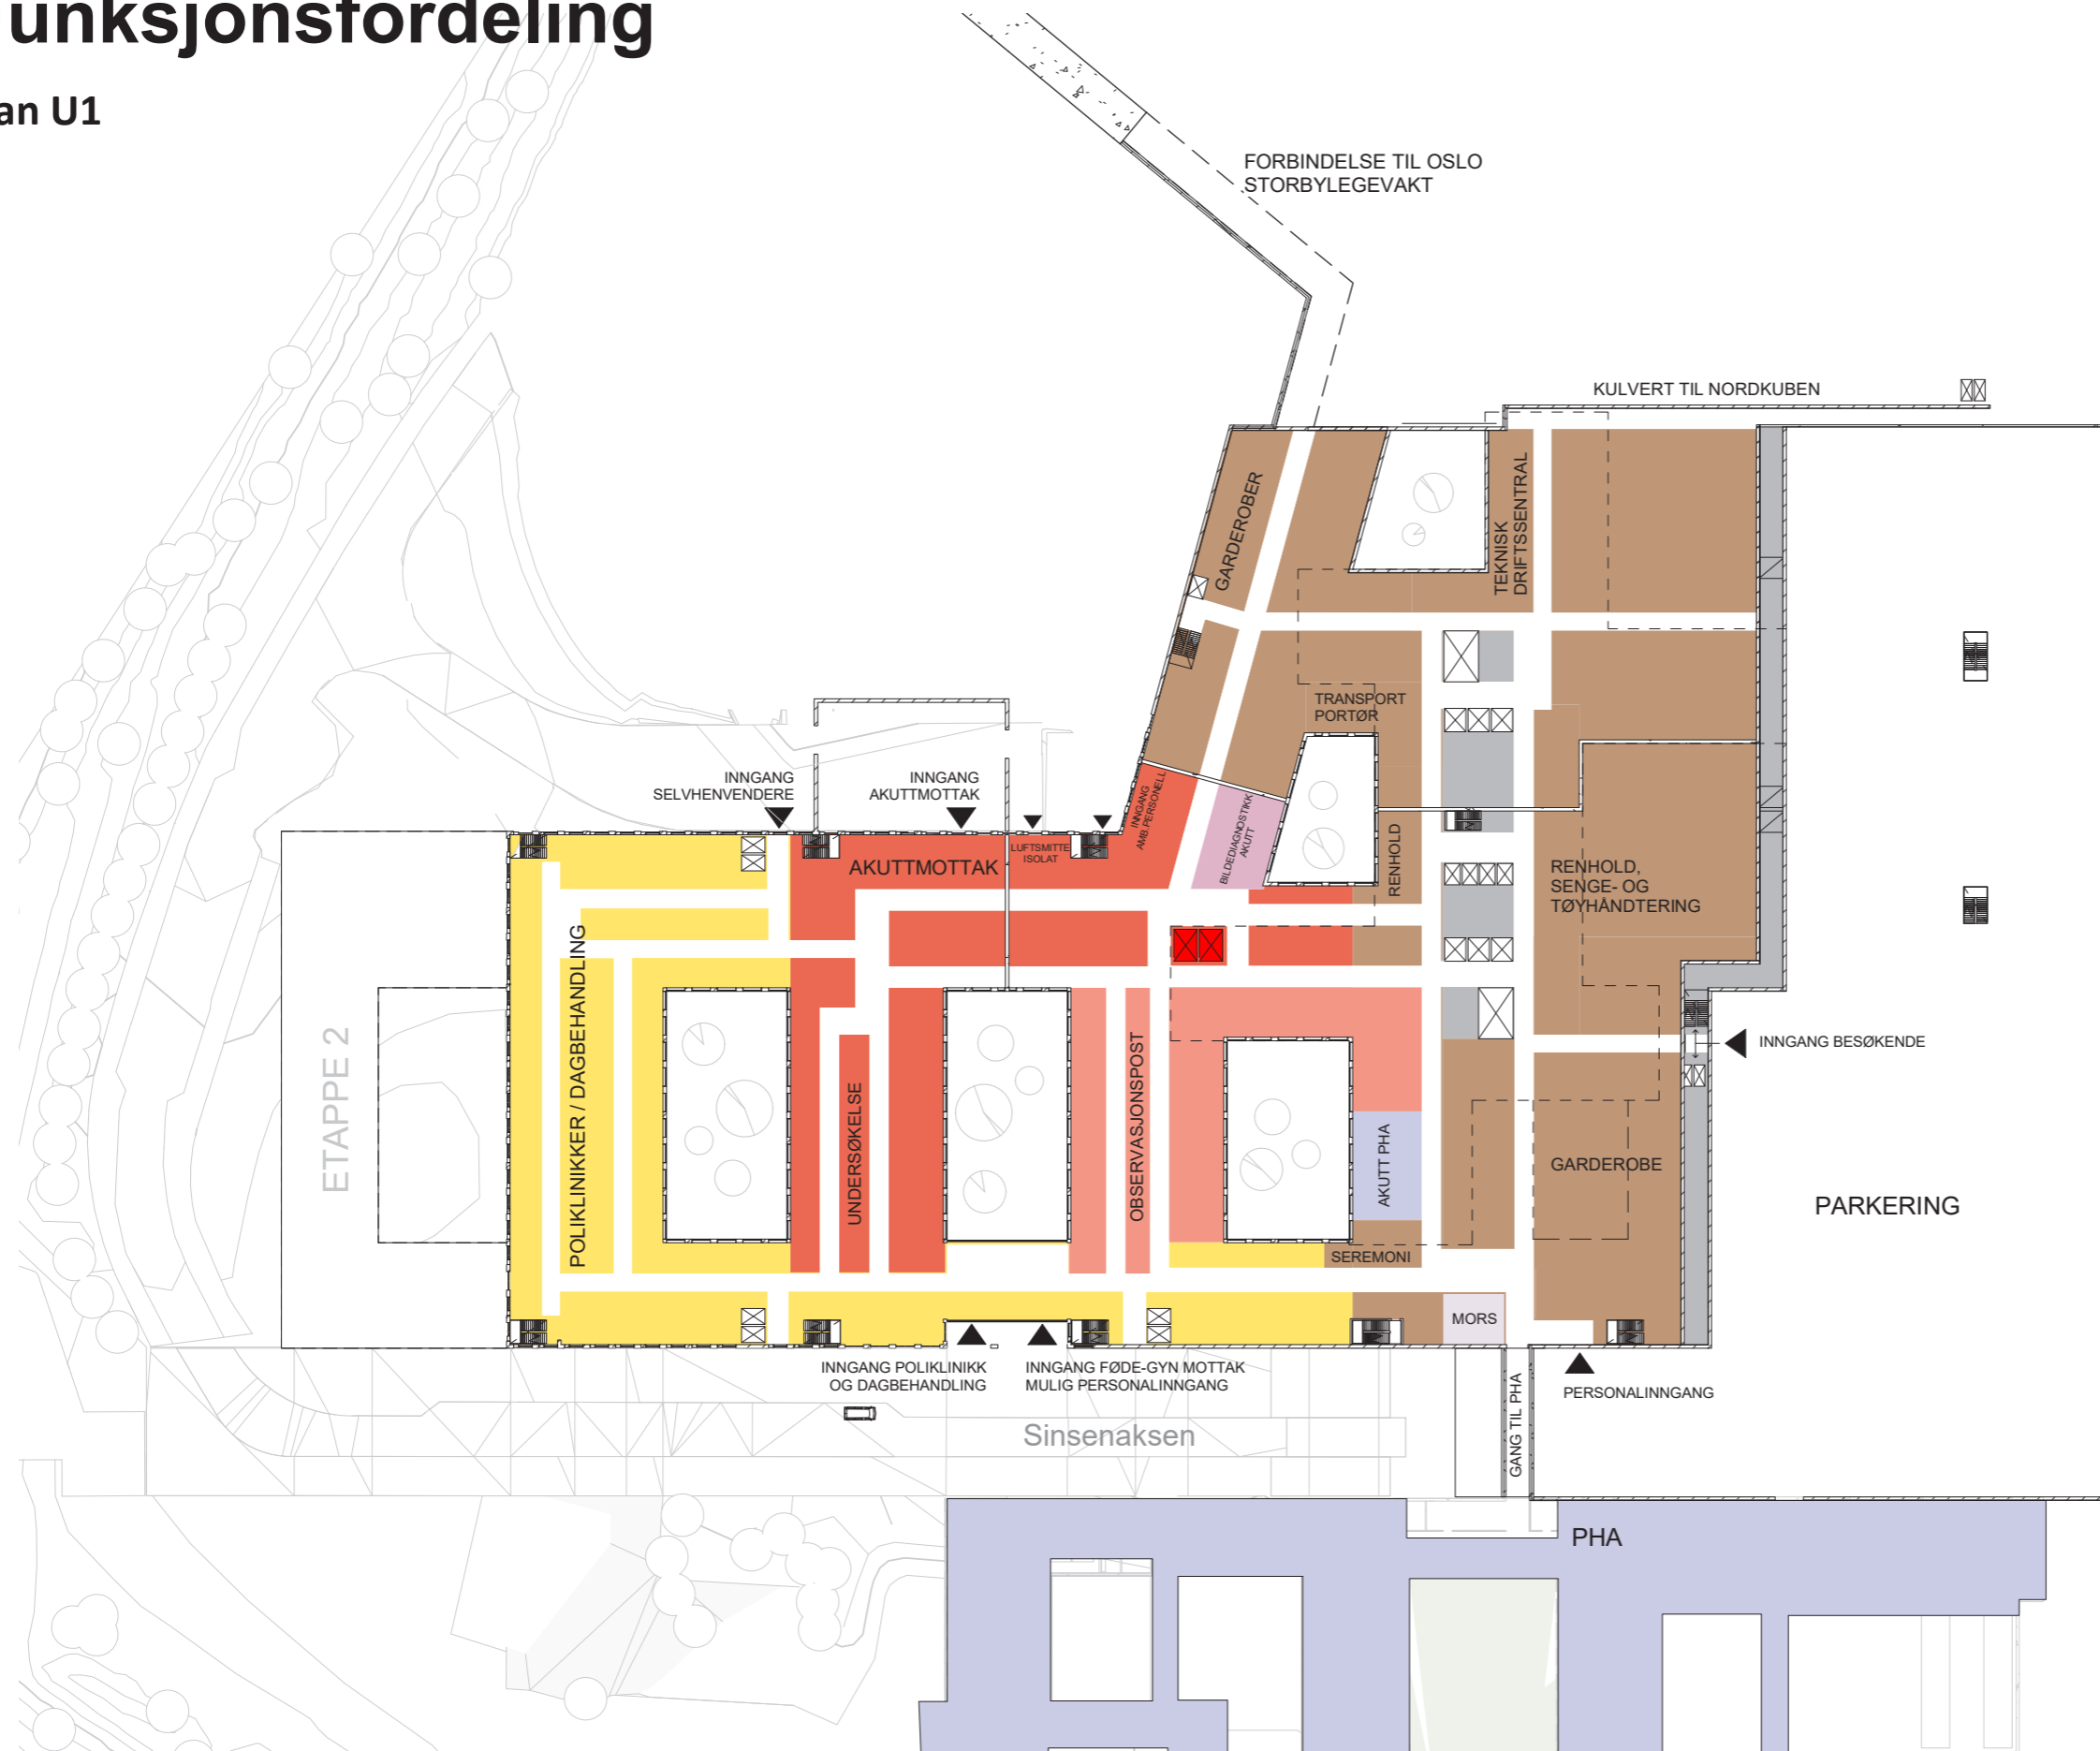 unksjonsfordeling
an U1
FORBINDELSE TIL OSLO
STORBYLEGEVAKT
KULVERT TIL NORDKUBEN
GARDEROBER
TEKNISK
DRIFTSSENTRAL
TRANSPORT
PORTØR
INNGANG
SELVHENVENDERE
INNGANG
AKUTTMOTTAK
INNGANG
AMB.PERSONELL
BILDEDIAGNOSTIKK
AKUTT
LUFTSMITTE
ISOLAT
AKUTTMOTTAK
RENHOLD
RENHOLD,
SENGE- OG
TØYHÅNDTERING
ETAPPE 2
POLIKLINIKKER / DAGBEHANDLING
UNDERSØKELSE
OBSERVASJONSPOST
AKUTT PHA
INNGANG BESØKENDE
GARDEROBE
PARKERING
SEREMONI
MORS
INNGANG POLIKLINIKK
OG DAGBEHANDLING
INNGANG FØDE-GYN MOTTAK
MULIG PERSONALINNGANG
PERSONALINNGANG
GANG TIL PHA
Sinsenaksen
PHA